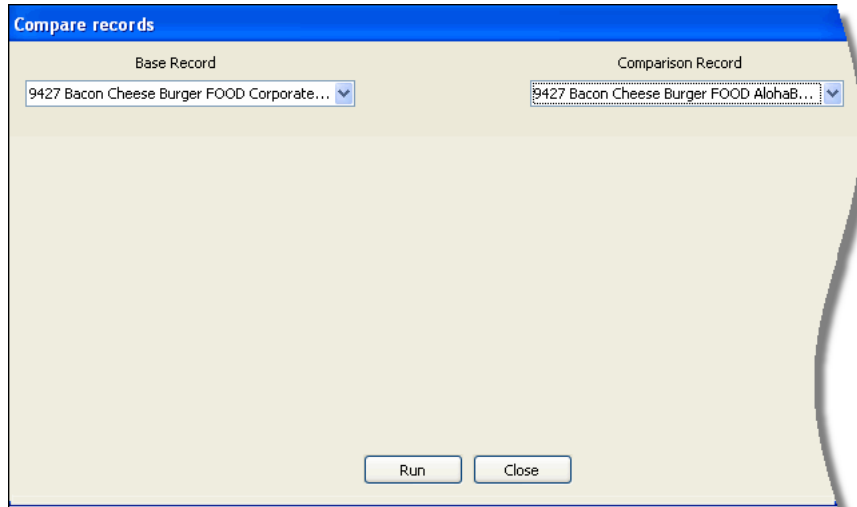 Compare records
Base Record
Comparison Record
9427 Bacon Cheese Burger FOOD Corporate...
9427 Bacon Cheese Burger FOOD AlohaB...
Run
Close